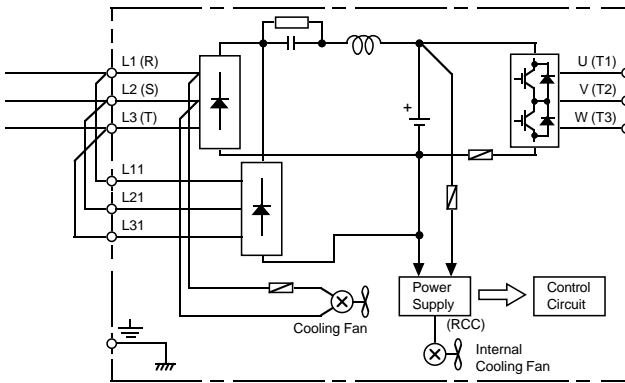 L1 (R)
L2 (S)
L3 (T)
L11
L21
L31
+
U (T1)
V (T2)
W (T3)
Power
Supply
(RCC)
Control
Circuit
Cooling Fan
Internal
Cooling Fan